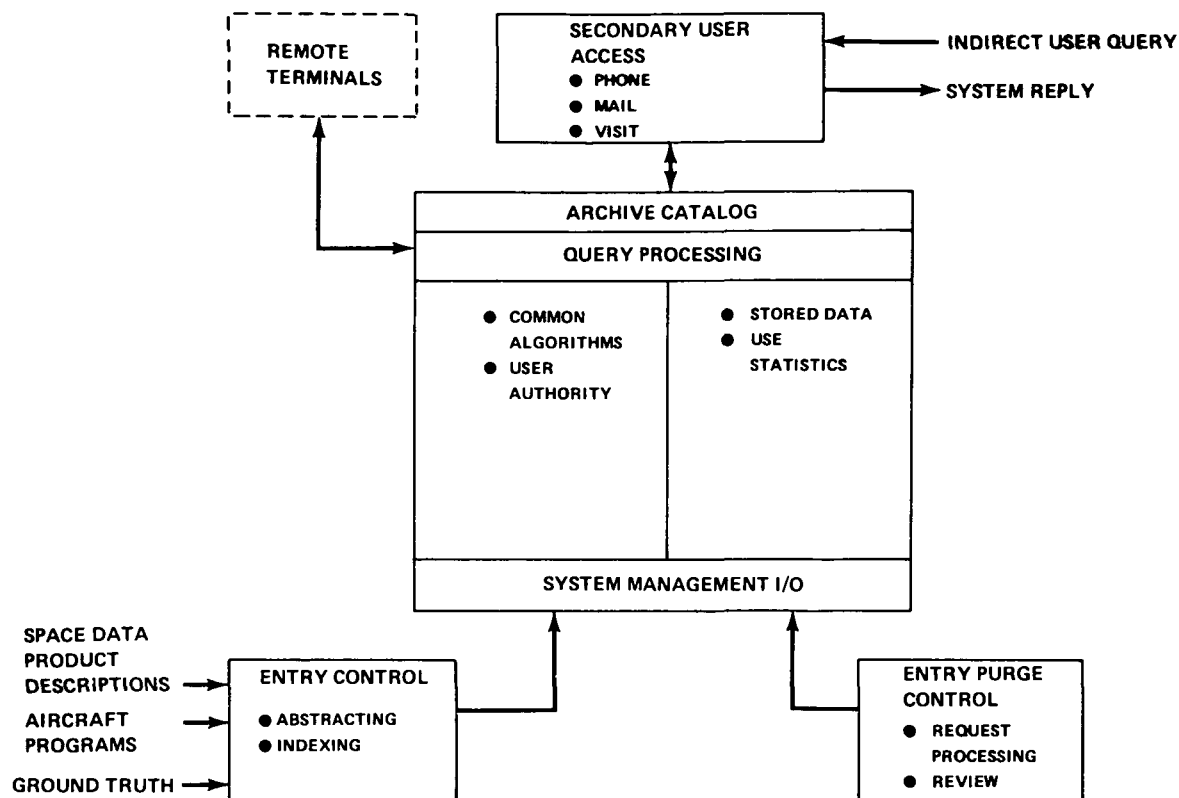 REMOTE
TERMINALS
SECONDARY USER
ACCESS
● PHONE
● MAIL
● VISIT
INDIRECT USER QUERY
SYSTEM REPLY
ARCHIVE CATALOG
QUERY PROCESSING
● COMMON
ALGORITHMS
● USER
AUTHORITY
● STORED DATA
● USE
STATISTICS
SYSTEM MANAGEMENT I/O
SPACE DATA
PRODUCT
DESCRIPTIONS
AIRCRAFT
PROGRAMS
GROUND TRUTH
ENTRY CONTROL
● ABSTRACTING
● INDEXING
ENTRY PURGE
CONTROL
● REQUEST
PROCESSING
● REVIEW